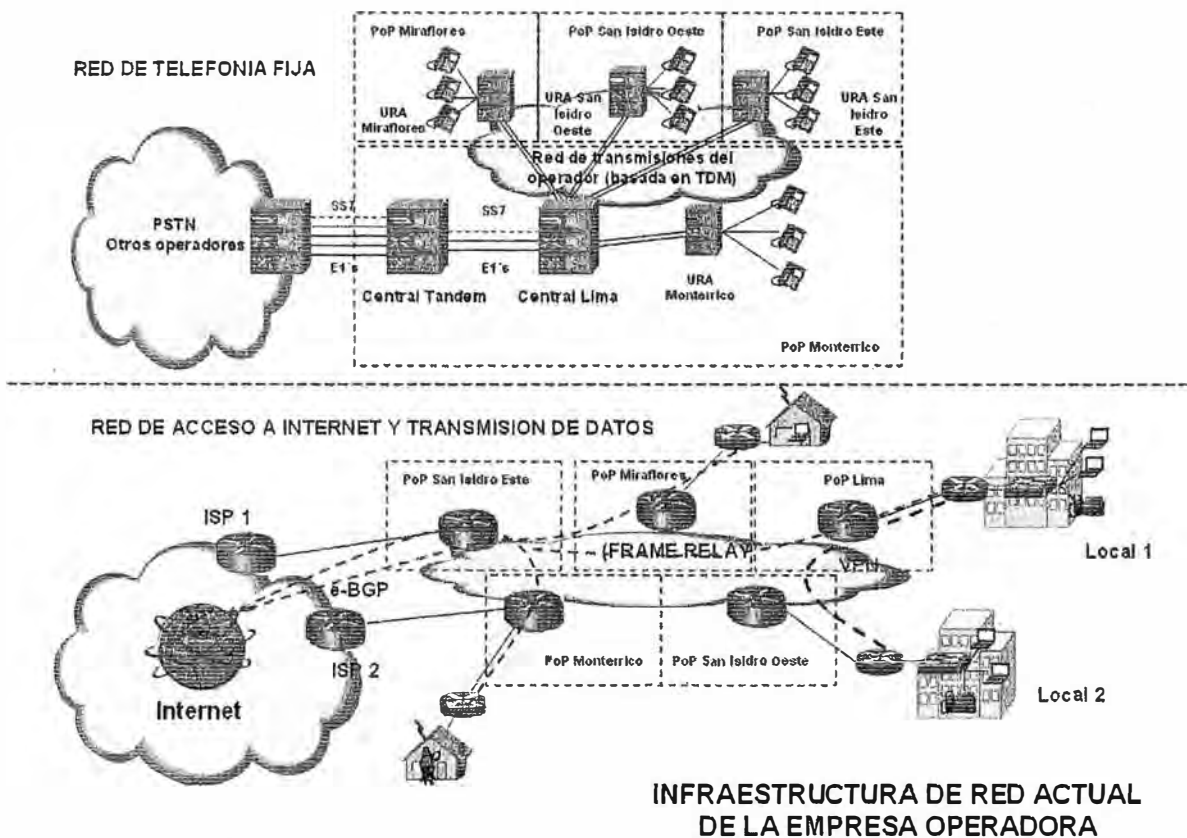 PoP Miraflores
PoP San Isidro Oeste
PoP San Isidro Este
RED DE TELEFONIA FIJA
URA
Miraflores
URA San
Isidro
Oeste
URA San
Isidro
Este
Red de transmisiones del
operador (basada en TDM)
PSTN
Otros operadores
SS7
SS7
E1´s
E1´s
Central Tandem
Central Lima
URA
Monterrico
PoP Monterrico
RED DE ACCESO A INTERNET Y TRANSMISION DE DATOS
PoP San Isidro Este
PoP Miraflores
PoP Lima
ISP 1
FRAME RELAY
VPN
Local 1
e-BGP
ISP 2
Internet
PoP Monterrico
PoP San Isidro Oeste
Local 2
INFRAESTRUCTURA DE RED ACTUAL
DE LA EMPRESA OPERADORA